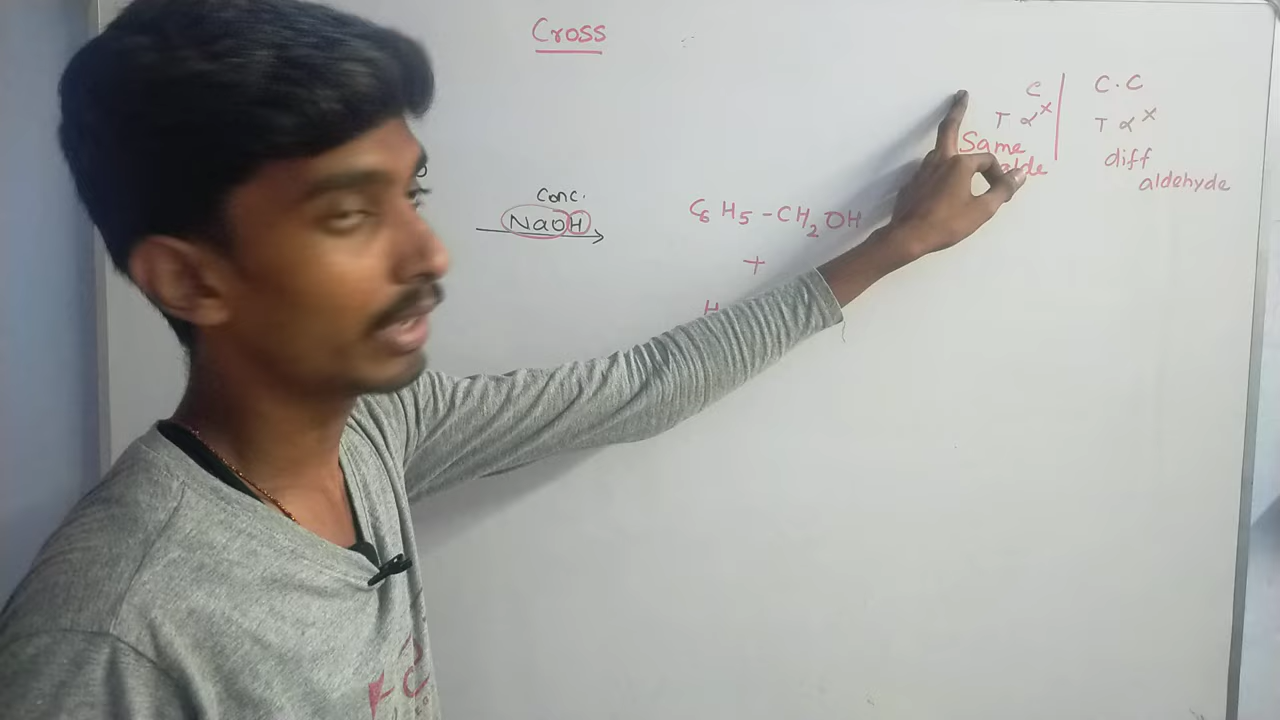 Cross
C
T α x
Same
C.C
T α x
diff
aldehyde
Conc.
NaOH
C6H5-CH2OH
+
H